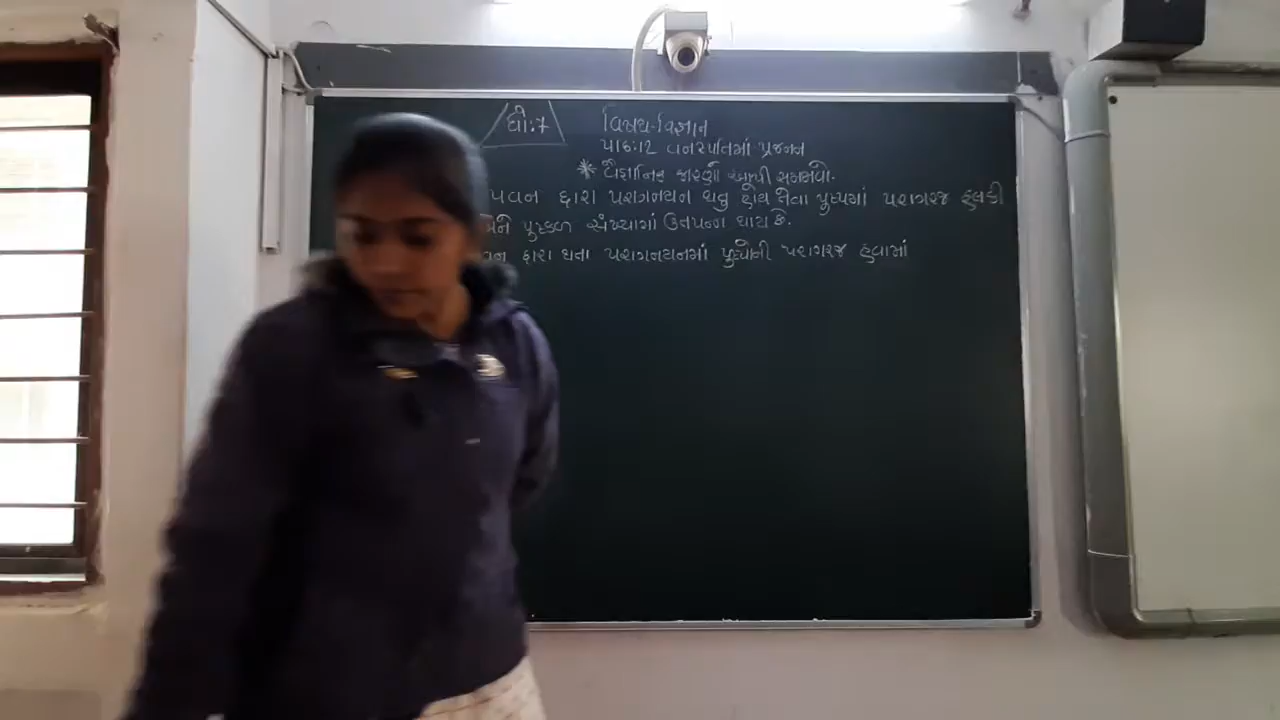 ધો:7
વિષય-વિજ્ઞાન
પાઠ:12 વનસ્પતિમાં પ્રજનન
* વૈજ્ઞાનિક કારણો આપી સમજાવો.
પવન દ્વારા પરાગનયન થતુ હોય તેવા પુષ્પમાં પરાગરજ હલકી
અને પુષ્કળ સંખ્યામાં ઉત્પન્ન થાય છે.
દ્વારા થતા પરાગનયનમાં પુષ્પોની પરાગરજ હવામાં